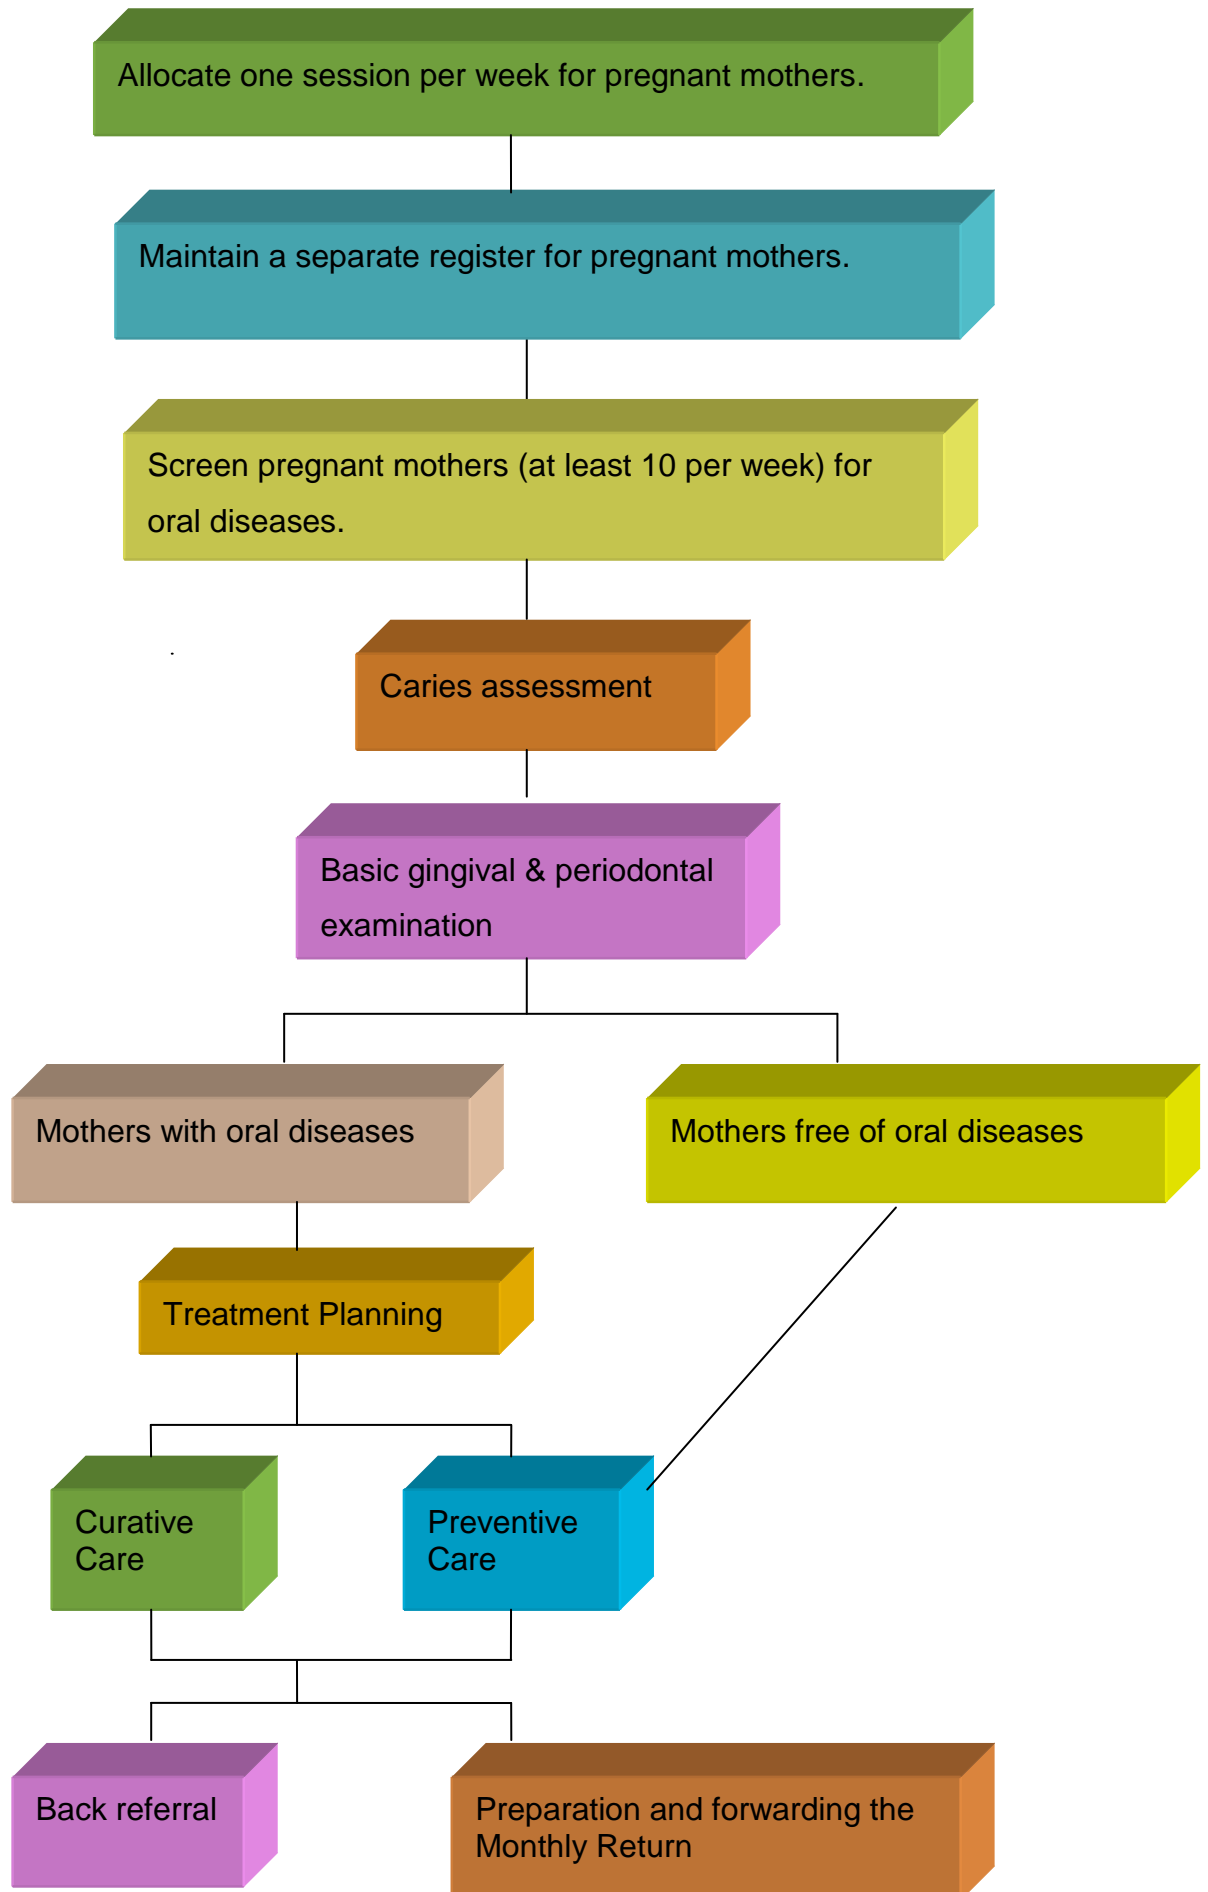 Allocate one session per week for pregnant mothers.
Maintain a separate register for pregnant mothers.
Screen pregnant mothers (at least 10 per week) for
oral diseases.
Caries assessment
Basic gingival & periodontal
examination
Mothers with oral diseases
Mothers free of oral diseases
Treatment Planning
Curative
Care
Preventive
Care
Back referral
Preparation and forwarding the
Monthly Return